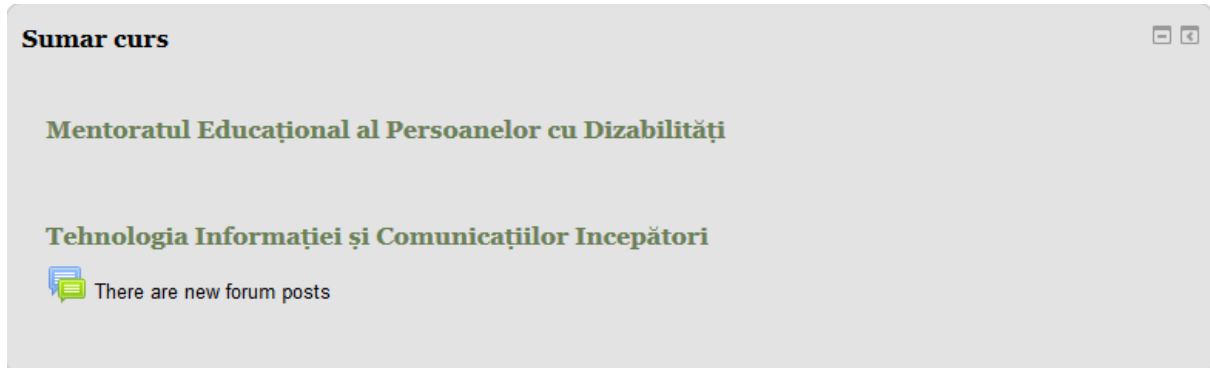 Sumar curs
Mentoratul Educațional al Persoanelor cu Dizabilități
Tehnologia Informației și Comunicațiilor Incepători
There are new forum posts